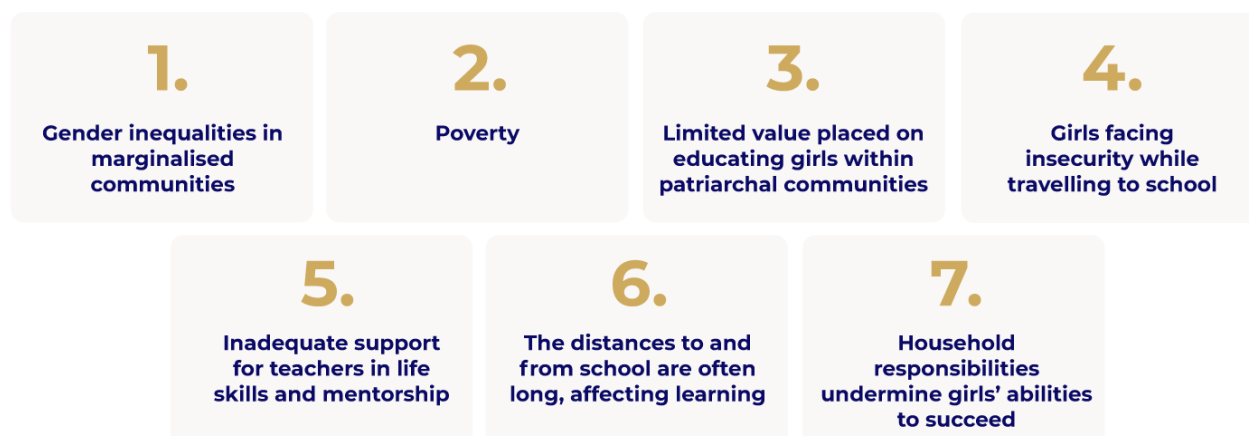 1.
Gender inequalities in
marginalised
communities
2.
Poverty
3.
Limited value placed on
educating girls within
patriarchal communities
4.
Girls facing
insecurity while
travelling to school
5.
Inadequate support
for teachers in life
skills and mentorship
6.
The distances to and
from school are often
long, affecting learning
7.
Household
responsibilities
undermine girls’ abilities
to succeed